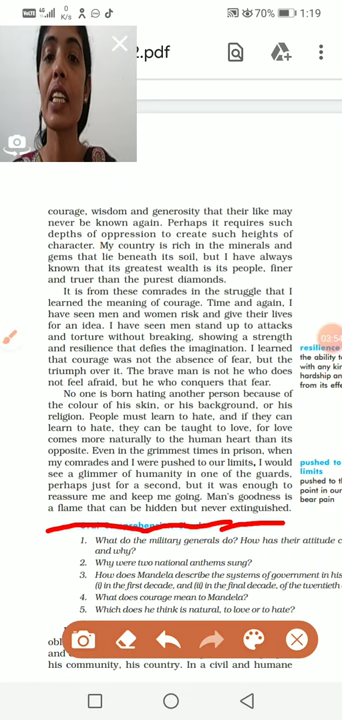 VoLTE 4G 0 K/s 70% 1:19
2.pdf
courage, wisdom and generosity that their like may
never be known again. Perhaps it requires such
depths of oppression to create such heights of
character. My country is rich in the minerals and
gems that lie beneath its soil, but I have always
known that its greatest wealth is its people, finer
and truer than the purest diamonds.
It is from these comrades in the struggle that I
learned the meaning of courage. Time and again, I
have seen men and women risk and give their lives
for an idea. I have seen men stand up to attacks
and torture without breaking, showing a strength
and resilience that defies the imagination. I learned
that courage was not the absence of fear, but the
triumph over it. The brave man is not he who does
not feel afraid, but he who conquers that fear.
03:54
resilience
the ability t
with any kin
hardship an
from its effe
No one is born hating another person because of
the colour of his skin, or his background, or his
religion. People must learn to hate, and if they can
learn to hate, they can be taught to love, for love
comes more naturally to the human heart than its
opposite. Even in the grimmest times in prison, when
my comrades and I were pushed to our limits, I would
see a glimmer of humanity in one of the guards,
perhaps just for a second, but it was enough to
reassure me and keep me going. Man's goodness is
a flame that can be hidden but never extinguished.
pushed to
limits
pushed to t
point in our
bear pain
1. What do the military generals do? How has their attitude c
and why?
2. Why were two national anthems sung?
3. How does Mandela describe the systems of government in his
(i) in the first decade, and (ii) in the final decade, of the twentieth
4. What does courage mean to Mandela?
5. Which does he think is natural, to love or to hate?
obl
and
his community, his country. In a civil and humane